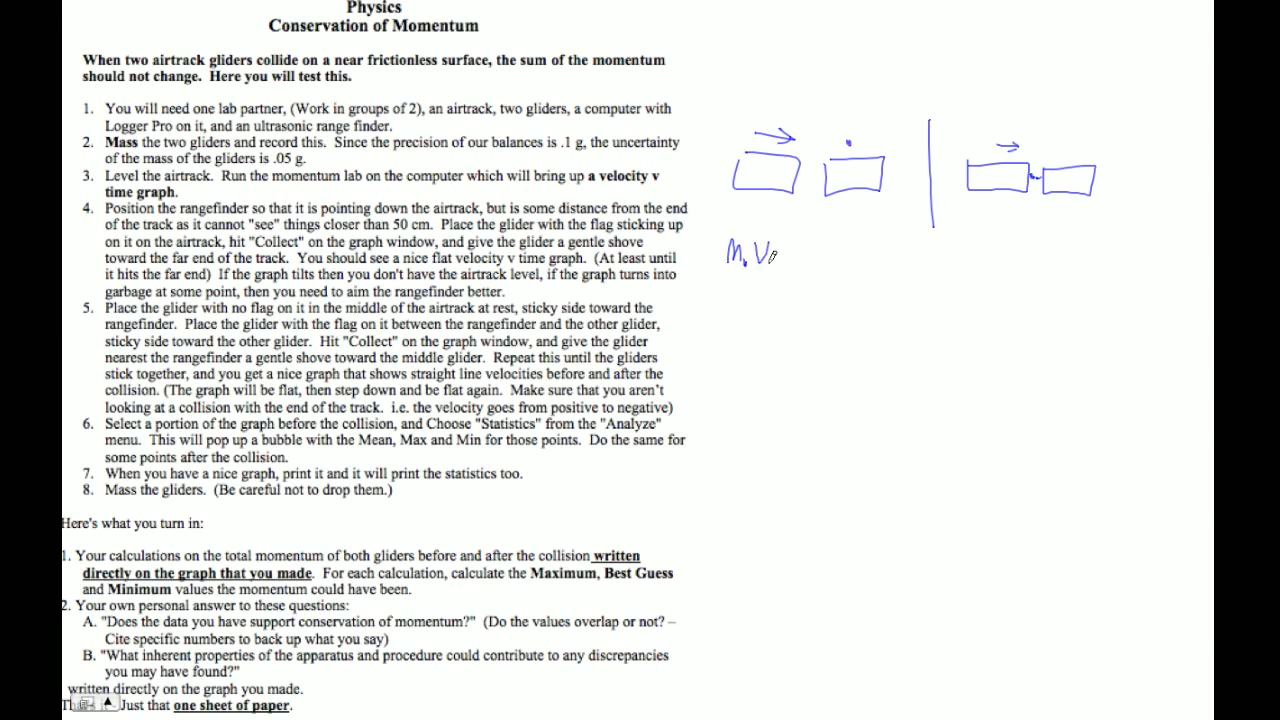 Physics
Conservation of Momentum
When two airtrack gliders collide on a near frictionless surface, the sum of the momentum
should not change. Here you will test this.
1. You will need one lab partner, (Work in groups of 2), an airtrack, two gliders, a computer with
Logger Pro on it, and an ultrasonic range finder.
2. Mass the two gliders and record this. Since the precision of our balances is .1 g, the uncertainty
of the mass of the gliders is .05 g.
3. Level the airtrack. Run the momentum lab on the computer which will bring up a velocity v
time graph.
4. Position the rangefinder so that it is pointing down the airtrack, but is some distance from the end
of the track as it cannot "see" things closer than 50 cm. Place the glider with the flag sticking up
on it on the airtrack, hit "Collect" on the graph window, and give the glider a gentle shove
toward the far end of the track. You should see a nice flat velocity v time graph. (At least until
it hits the far end) If the graph tilts then you don't have the airtrack level, if the graph turns into
garbage at some point, then you need to aim the rangefinder better.
5. Place the glider with no flag on it in the middle of the airtrack at rest, sticky side toward the
rangefinder. Place the glider with the flag on it between the rangefinder and the other glider,
sticky side toward the other glider. Hit "Collect" on the graph window, and give the glider
nearest the rangefinder a gentle shove toward the middle glider. Repeat this until the gliders
stick together, and you get a nice graph that shows straight line velocities before and after the
collision. (The graph will be flat, then step down and be flat again. Make sure that you aren't
looking at a collision with the end of the track. i.e. the velocity goes from positive to negative)
6. Select a portion of the graph before the collision, and Choose "Statistics" from the "Analyze"
menu. This will pop up a bubble with the Mean, Max and Min for those points. Do the same for
some points after the collision.
7. When you have a nice graph, print it and it will print the statistics too.
8. Mass the gliders. (Be careful not to drop them.)
Here's what you turn in:
1. Your calculations on the total momentum of both gliders before and after the collision written
directly on the graph that you made. For each calculation, calculate the Maximum, Best Guess
and Minimum values the momentum could have been.
2. Your own personal answer to these questions:
A. "Does the data you have support conservation of momentum?" (Do the values overlap or not? –
Cite specific numbers to back up what you say)
B. "What inherent properties of the apparatus and procedure could contribute to any discrepancies
you may have found?"
written directly on the graph you made.
Just that one sheet of paper.
M, V